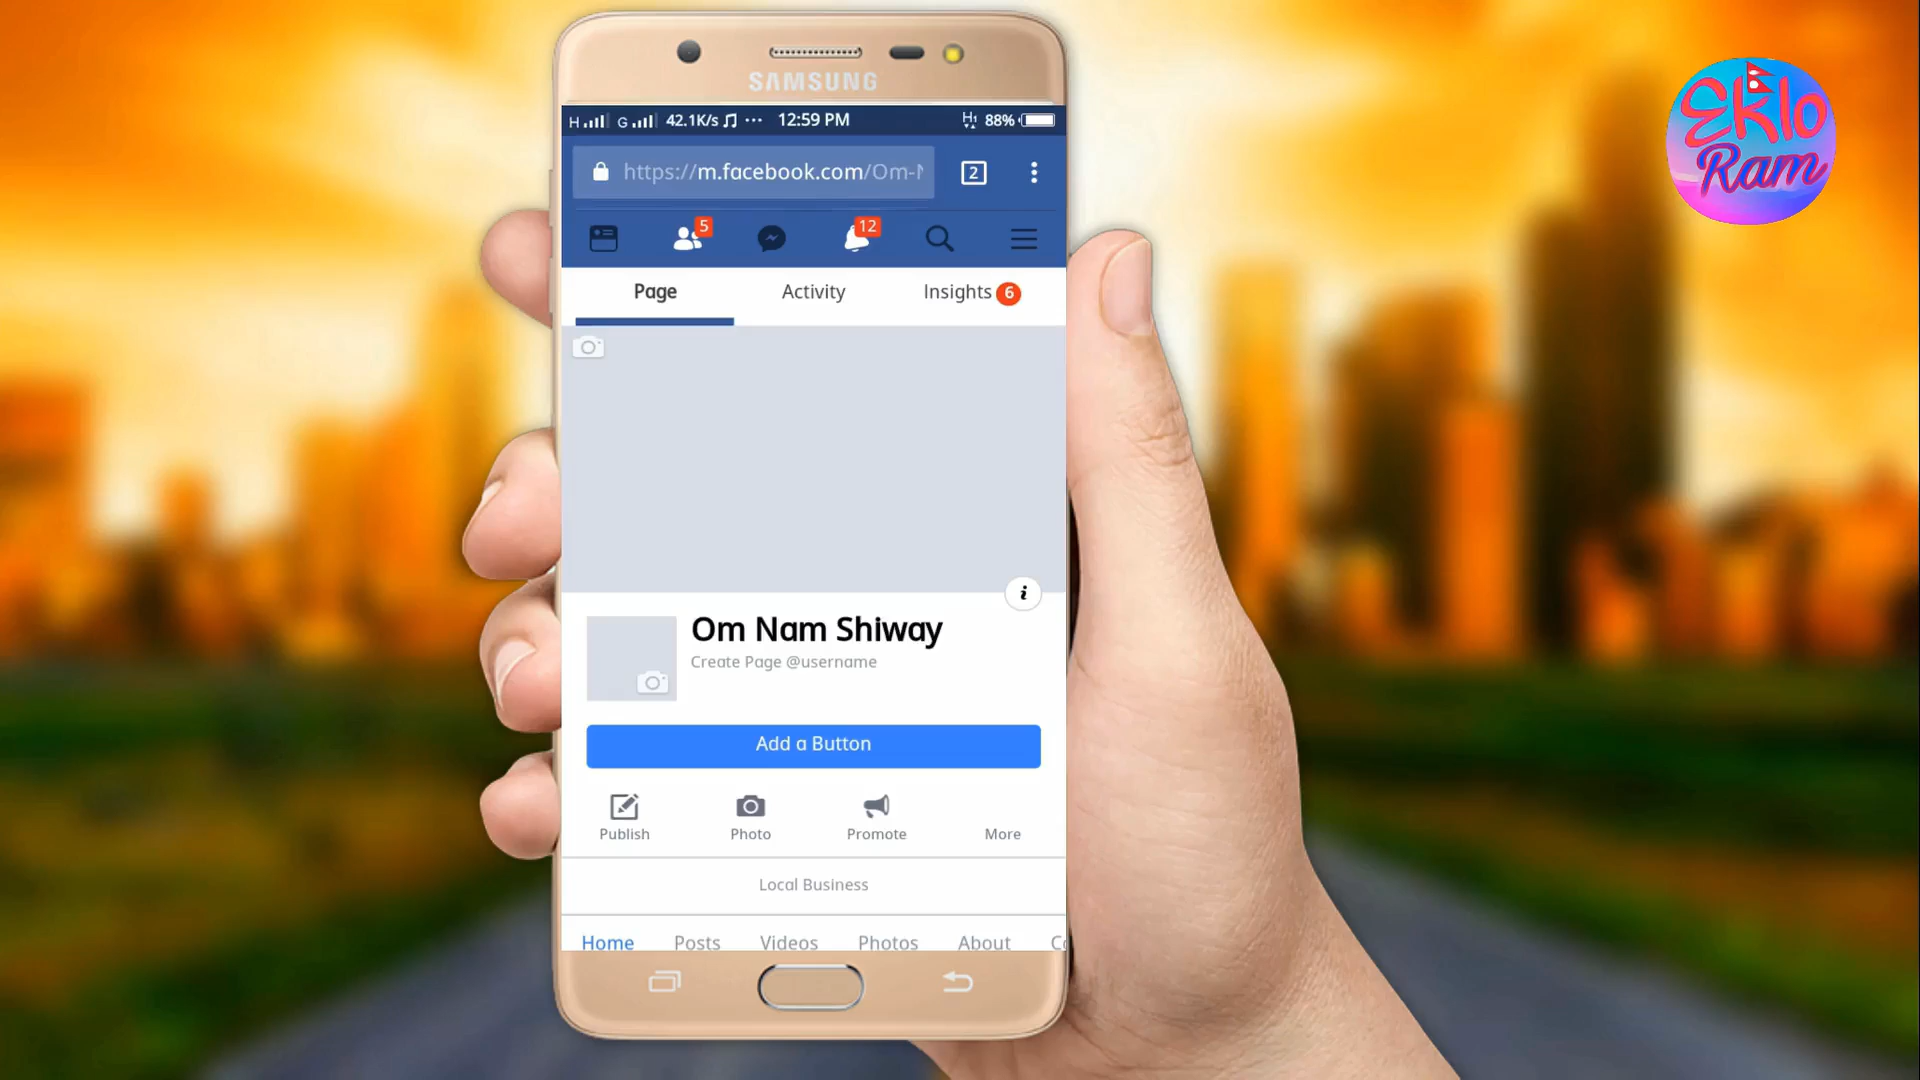 SAMSUNG
H G 42.1K/s ... 12:59 PM H1 88%
https://m.facebook.com/Om-N
2
5
12
Page Activity Insights 6
i
Om Nam Shiway
Create Page @username
Add a Button
Publish Photo Promote More
Local Business
Home Posts Videos Photos About Co
Eklo
Ram